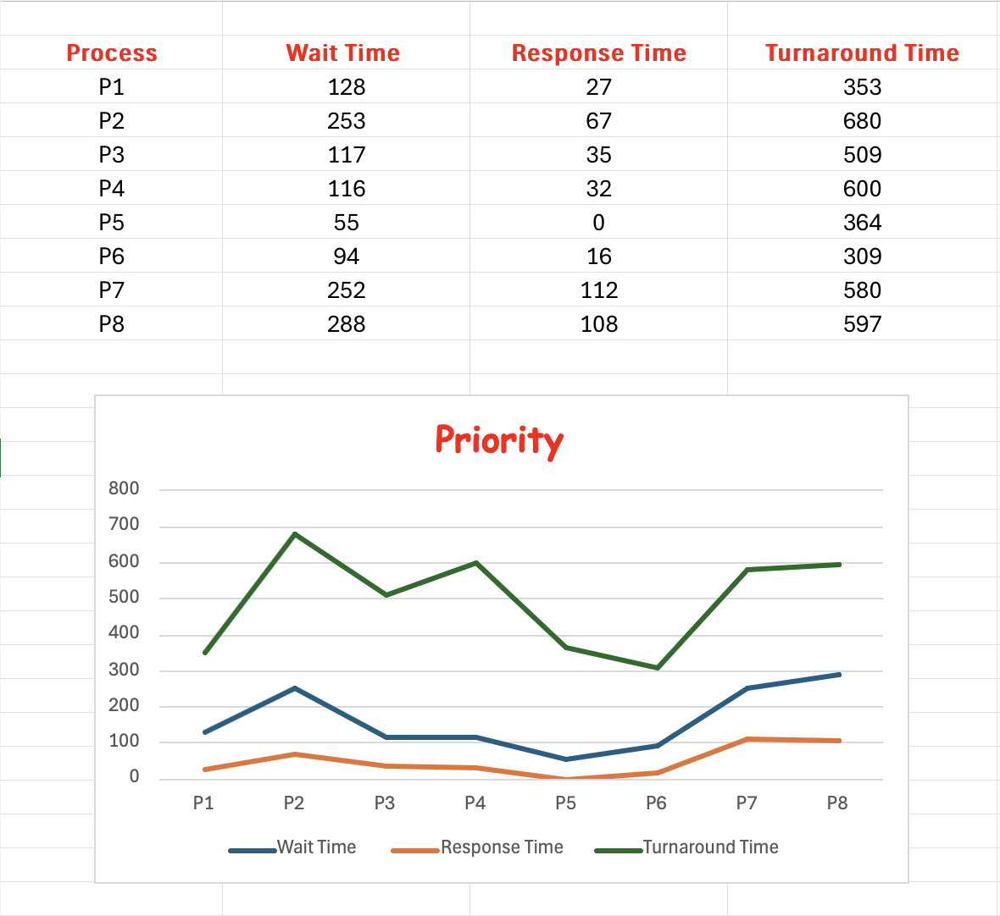 Process Wait Time Response Time Turnaround Time
P1 128 27 353
P2 253 67 680
P3 117 35 509
P4 116 32 600
P5 55 0 364
P6 94 16 309
P7 252 112 580
P8 288 108 597
Priority
800
700
600
500
400
300
200
100
0
P1 P2 P3 P4 P5 P6 P7 P8
Wait Time Response Time Turnaround Time